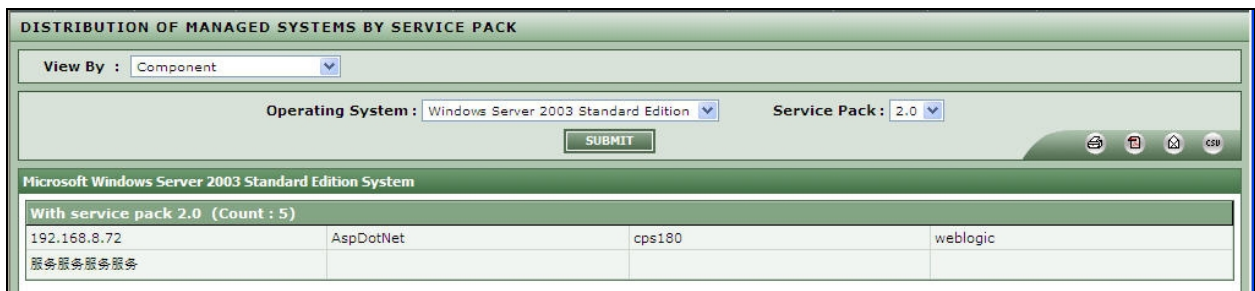 DISTRIBUTION OF MANAGED SYSTEMS BY SERVICE PACK
View By : Component
Operating System : Windows Server 2003 Standard Edition Service Pack : 2.0
SUBMIT
CSV
Microsoft Windows Server 2003 Standard Edition System
With service pack 2.0 (Count : 5)
192.168.8.72 AspDotNet cps180 weblogic
服务服务服务服务